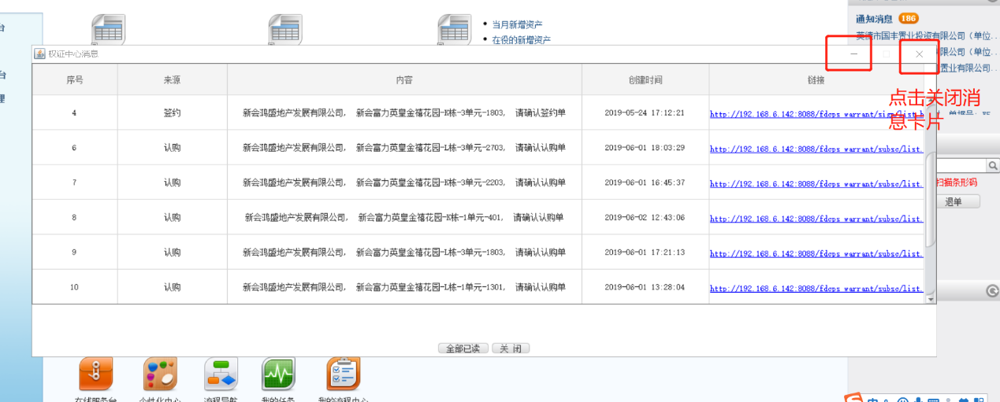 当月新增资产
在役的新增资产
通知消息 186
英德市国丰置业投资有限公司（单位..
限公司（单位..
置业有限公司..
权证中心消息
序号 来源 内容 创建时间 链接
4 签约 新会鸿盛地产发展有限公司， 新会富力英皇金禧花园-K栋-3单元-1803， 请确认签约单 2019-05-24 17:12:21 http://192.168.6.142:8088/fdcps_warrant/sign/list.h
6 认购 新会鸿盛地产发展有限公司， 新会富力英皇金禧花园-L栋-3单元-2703， 请确认认购单 2019-06-01 18:03:29 http://192.168.6.142:8088/fdcps_warrant/subsc/list.
7 认购 新会鸿盛地产发展有限公司， 新会富力英皇金禧花园-K栋-3单元-2203， 请确认认购单 2019-06-01 16:45:37 http://192.168.6.142:8088/fdcps_warrant/subsc/list.
8 认购 新会鸿盛地产发展有限公司， 新会富力英皇金禧花园-K栋-1单元-401， 请确认认购单 2019-06-02 12:43:06 http://192.168.6.142:8088/fdcps_warrant/subsc/list.
9 认购 新会鸿盛地产发展有限公司， 新会富力英皇金禧花园-L栋-3单元-1803， 请确认认购单 2019-06-01 17:21:13 http://192.168.6.142:8088/fdcps_warrant/subsc/list.
10 认购 新会鸿盛地产发展有限公司， 新会富力英皇金禧花园-L栋-1单元-1301， 请确认认购单 2019-06-01 13:28:04 http://192.168.6.142:8088/fdcps_warrant/subsc/list.
点击关闭消
息卡片
扫描条形码
退单
全部已读 关 闭
台
台
理
在线服务台 个性化中心 流程导航 我的任务 我的流程中心